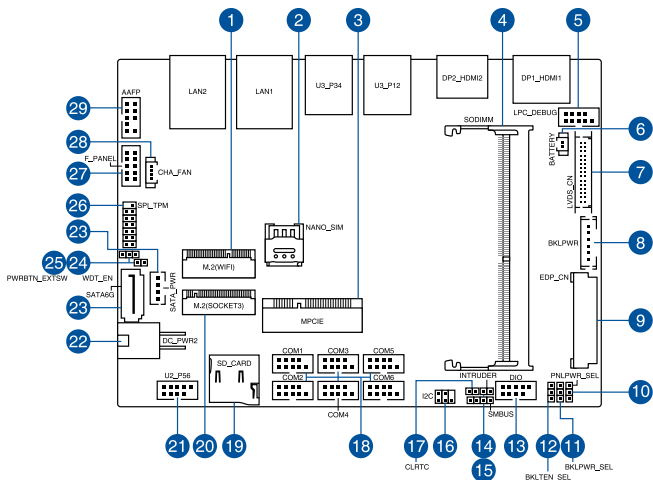 1 2 3 4 5
AAFP
LAN2 LAN1 U3_P34 U3_P12 DP2_HDMI2 DP1_HDMI1
LPC_DEBUG
SODIMM
29
6
BATTERY
28
F_PANEL
CHA_FAN
27
7
LVDS_CN
26
SPI_TPM
23
NANO_SIM
8
BKLPWR
25 24
M.2(WIFI)
PWRBTN_EXTSW
WDT_EN
SATA_PWR
EDP_CN
SATA6G
23
M.2(SOCKET3)
MPCIE
9
22
DC_PWR2
COM1 COM3 COM5
U2_P56
SD_CARD
INTRUDER
PNLPWR_SEL
COM2
COM6
DIO
I2C
10
COM4
SMBUS
21 20 19 18 17 16 14 13 12 11
CLRTC
15
BKLPWR_SEL
BKLTEN_SEL